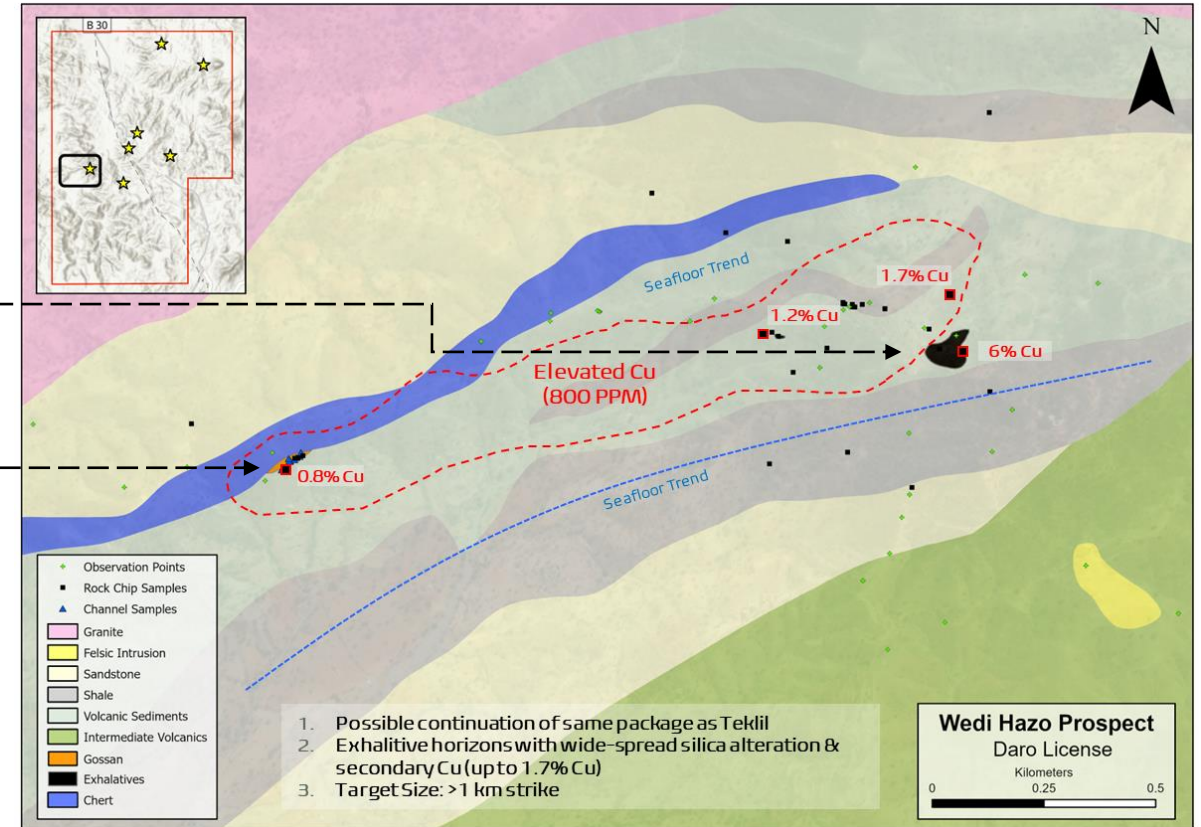 B 30
N
Seafloor Trend
1.7% Cu
1.2% Cu
6% Cu
Elevated Cu
(800 PPM)
0.8% Cu
Seafloor Trend
Observation Points
Rock Chip Samples
Channel Samples
Granite
Felsic Intrusion
Sandstone
Shale
Volcanic Sediments
Intermediate Volcanics
Gossan
Exhalatives
Chert
1. Possible continuation of same package as Teklil
2. Exhalitive horizons with wide-spread silica alteration &
secondary Cu (up to 1.7% Cu)
3. Target Size: >1 km strike
Wedi Hazo Prospect
Daro License
Kilometers
0 0.25 0.5